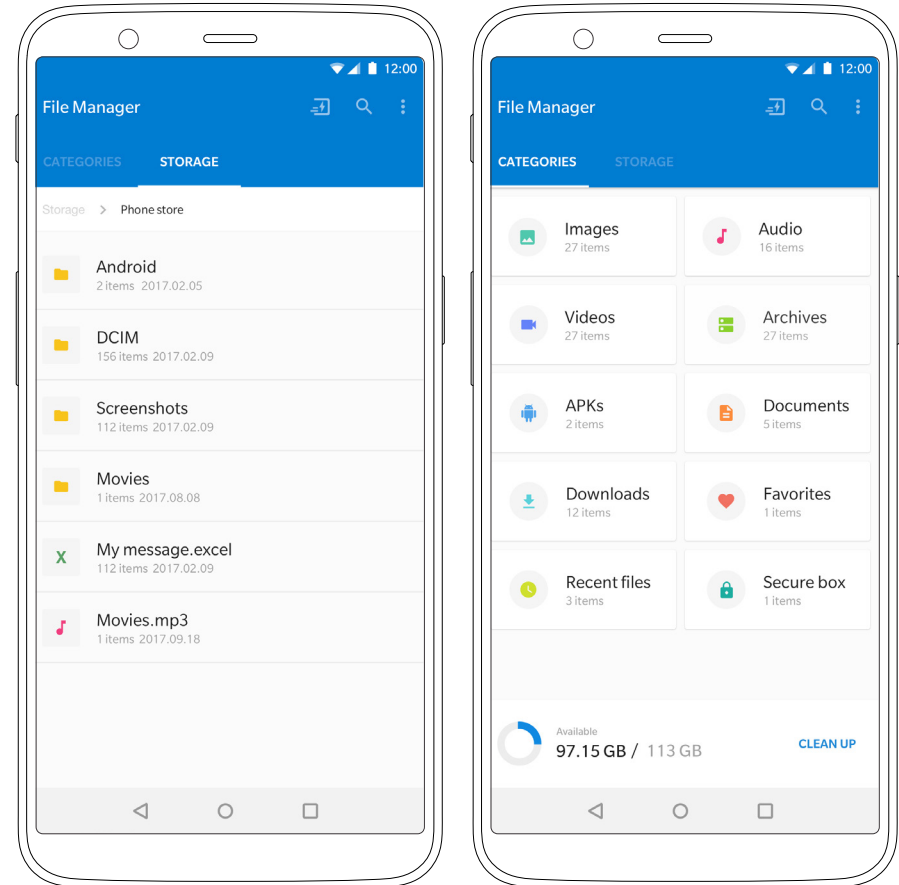 12:00
File Manager
CATEGORIES STORAGE
Storage > Phone store
Android
2 items 2017.02.05
DCIM
156 items 2017.02.09
Screenshots
112 items 2017.02.09
Movies
1 items 2017.08.08
X
My message.excel
112 items 2017.02.09
Movies.mp3
1 items 2017.09.18
12:00
File Manager
CATEGORIES STORAGE
Images
27 items
Audio
16 items
Videos
27 items
Archives
27 items
APKs
2 items
Documents
5 items
Downloads
12 items
Favorites
1 items
Recent files
3 items
Secure box
1 items
Available
97.15 GB / 113 GB
CLEAN UP